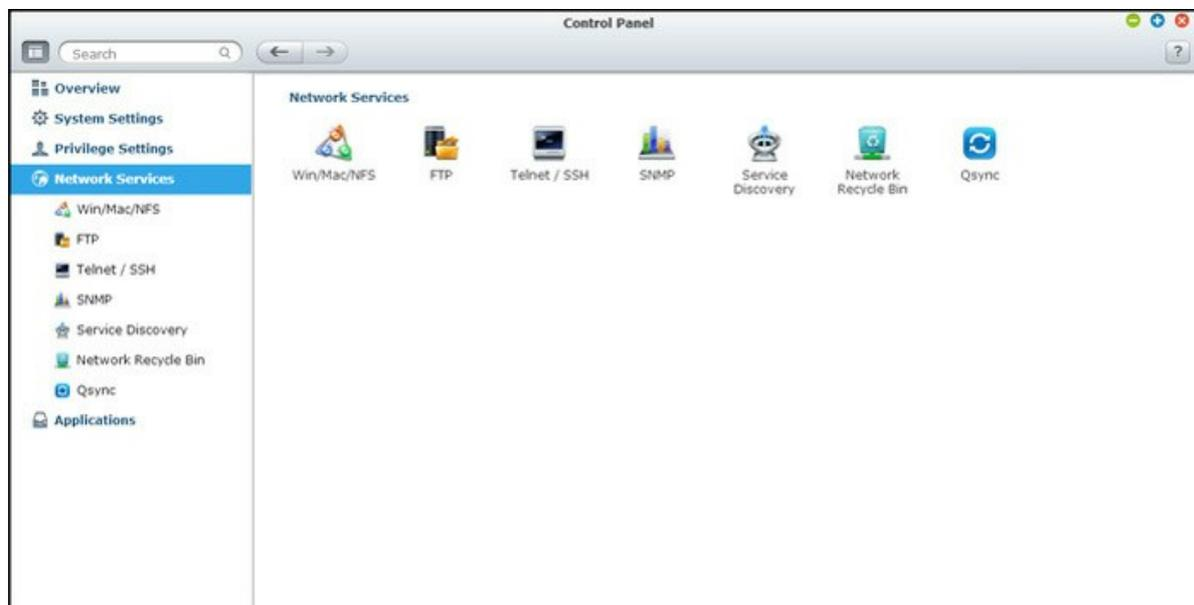 Control Panel
Search
?
Overview
System Settings
Privilege Settings
Network Services
Win/Mac/NFS
FTP
Telnet / SSH
SNMP
Service Discovery
Network Recycle Bin
Qsync
Applications
Network Services
Win/Mac/NFS
FTP
Telnet / SSH
SNMP
Service
Discovery
Network
Recycle Bin
Qsync